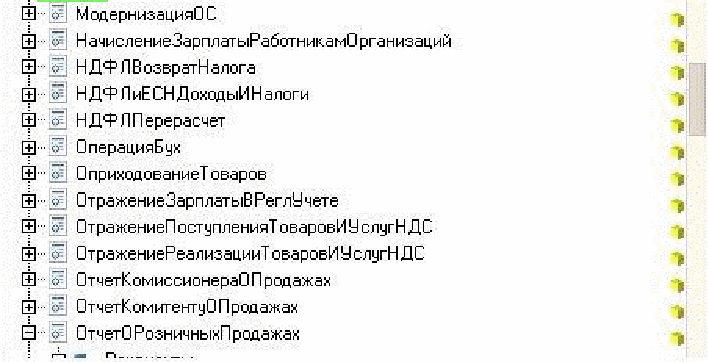 МодернизацияОС
НачислениеЗарплатыРаботникамОрганизаций
НДФЛВозвратНалога
НДФЛиЕСНДоходыИНалоги
НДФЛПерерасчет
ОперацияБух
ОприходованиеТоваров
ОтражениеЗарплатыВРеглУчете
ОтражениеПоступленияТоваровИУслугНДС
ОтражениеРеализацииТоваровИУслугНДС
ОтчетКомиссионераОПродажах
ОтчетКомитентуОПродажах
ОтчетОРозничныхПродажах